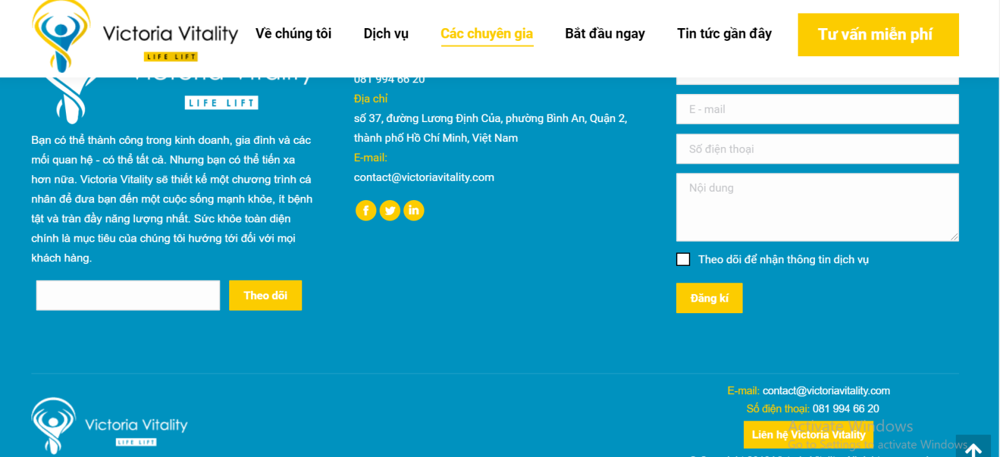 Victoria Vitality
LIFE LIFT
Về chúng tôi
Dịch vụ
Các chuyên gia
Bắt đầu ngay
Tin tức gần đây
Tư vấn miễn phí
Victoria Vitality
LIFE LIFT
Bạn có thể thành công trong kinh doanh, gia đình và các
mối quan hệ - có thể tất cả. Nhưng bạn có thể tiến xa
hơn nữa. Victoria Vitality sẽ thiết kế một chương trình cá
nhân để đưa bạn đến một cuộc sống mạnh khỏe, ít bệnh
tật và tràn đầy năng lượng nhất. Sức khỏe toàn diện
chính là mục tiêu của chúng tôi hướng tới đối với mọi
khách hàng.
Theo dõi
081 994 66 20
Địa chỉ
số 37, đường Lương Định Của, phường Bình An, Quận 2,
thành phố Hồ Chí Minh, Việt Nam
E-mail:
contact@victoriavitality.com
E - mail
Số điện thoại
Nội dung
Theo dõi để nhận thông tin dịch vụ
Đăng kí
Victoria Vitality
LIFE LIFT
E-mail: contact@victoriavitality.com
Số điện thoại: 081 994 66 20
Liên hệ Victoria Vitality
Activate Windows
Go to Settings to activate Windows.